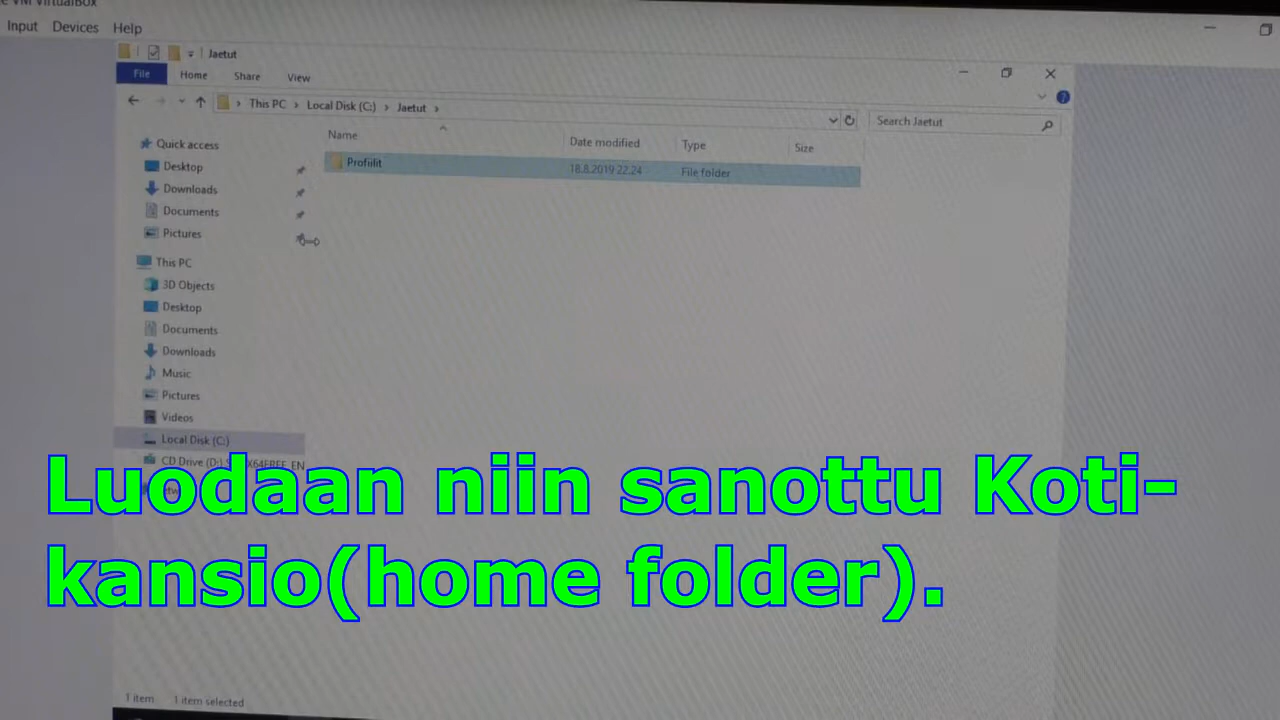 VM VirtualBox
Input Devices Help
Jaetut
File Home Share View
This PC > Local Disk (C:) > Jaetut >
Search Jaetut
Name Date modified Type Size
Profiilit 18.8.2019 22.24 File folder
Quick access
Desktop
Downloads
Documents
Pictures
This PC
3D Objects
Desktop
Documents
Downloads
Music
Pictures
Videos
Local Disk (C:)
CD Drive (D:)
Luodaan niin sanottu Koti-
kansio(home folder).
1 item 1 item selected